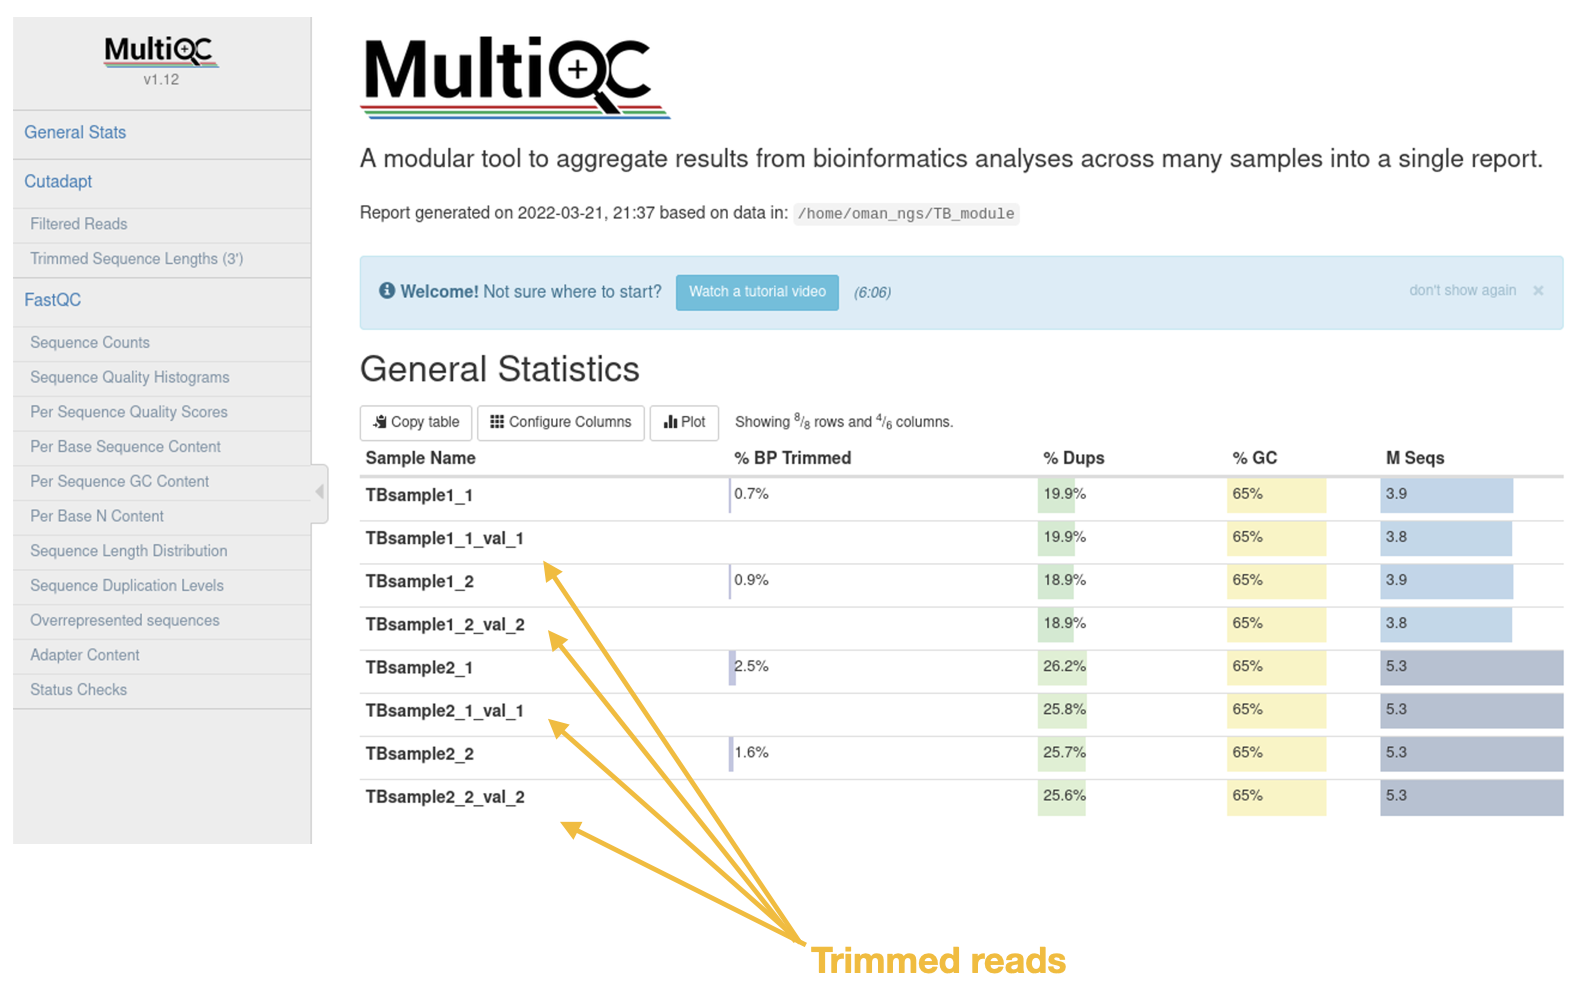 MultiQC
v1.12
General Stats
Cutadapt
Filtered Reads
Trimmed Sequence Lengths (3')
FastQC
Sequence Counts
Sequence Quality Histograms
Per Sequence Quality Scores
Per Base Sequence Content
Per Sequence GC Content
Per Base N Content
Sequence Length Distribution
Sequence Duplication Levels
Overrepresented sequences
Adapter Content
Status Checks
MultiQC
A modular tool to aggregate results from bioinformatics analyses across many samples into a single report.
Report generated on 2022-03-21, 21:37 based on data in: /home/oman_ngs/TB_module
Welcome! Not sure where to start? Watch a tutorial video (6:06) don't show again ×
General Statistics
Copy table Configure Columns Plot Showing 8/8 rows and 4/6 columns.
Sample Name % BP Trimmed % Dups % GC M Seqs
TBsample1_1 0.7% 19.9% 65% 3.9
TBsample1_1_val_1 19.9% 65% 3.8
TBsample1_2 0.9% 18.9% 65% 3.9
TBsample1_2_val_2 18.9% 65% 3.8
TBsample2_1 2.5% 26.2% 65% 5.3
TBsample2_1_val_1 25.8% 65% 5.3
TBsample2_2 1.6% 25.7% 65% 5.3
TBsample2_2_val_2 25.6% 65% 5.3
Trimmed reads